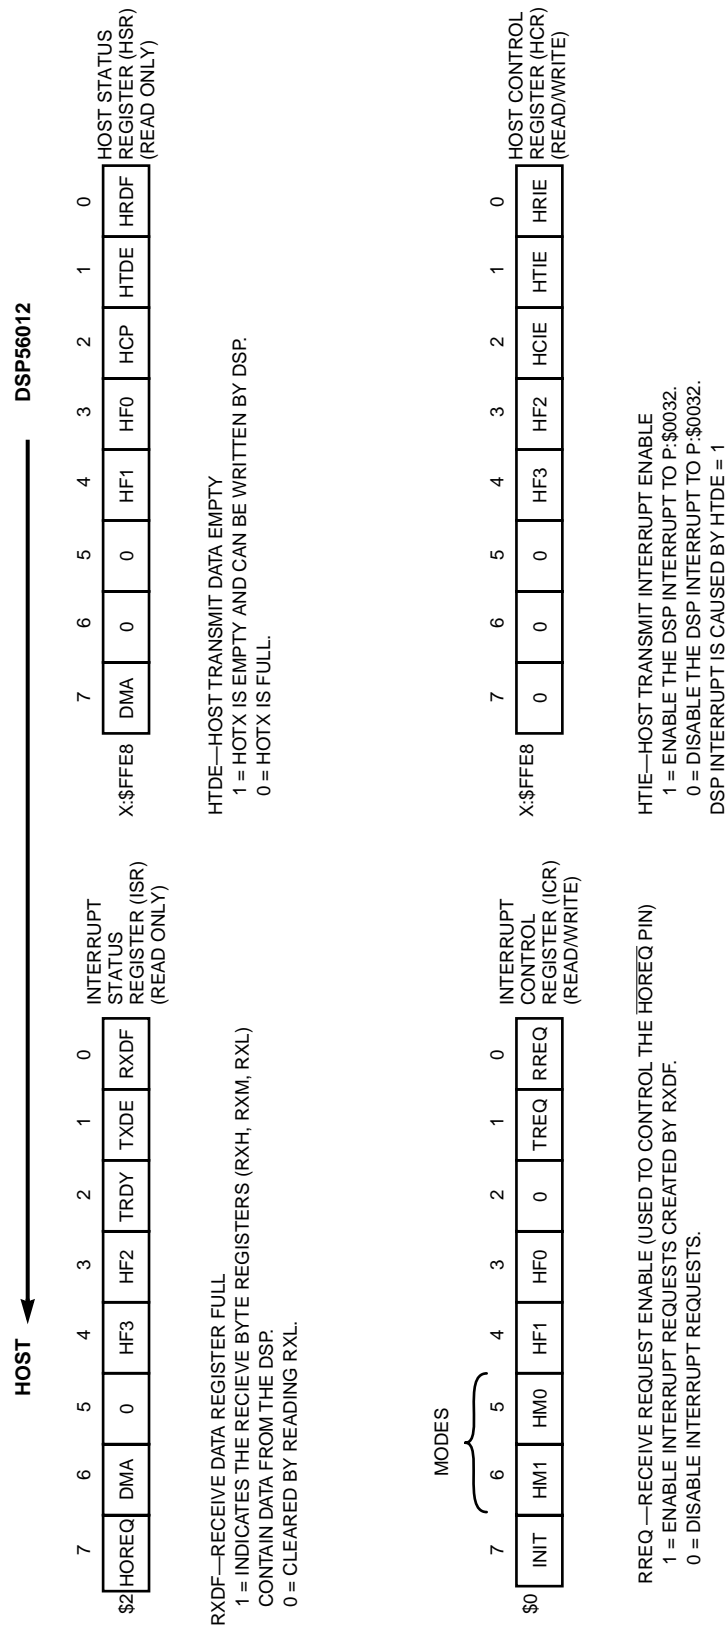 HOST DSP56012
7 6 5 4 3 2 1 0
$2 HOREQ DMA 0 HF3 HF2 TRDY TXDE RXDF
INTERRUPT
STATUS
REGISTER (ISR)
(READ ONLY)
RXDF—RECEIVE DATA REGISTER FULL
1 = INDICATES THE RECIEVE BYTE REGISTERS (RXH, RXM, RXL)
CONTAIN DATA FROM THE DSP.
0 = CLEARED BY READING RXL.
7 6 5 4 3 2 1 0
X:$FFE8 DMA 0 0 HF1 HF0 HCP HTDE HRDF
HOST STATUS
REGISTER (HSR)
(READ ONLY)
HTDE—HOST TRANSMIT DATA EMPTY
1 = HOTX IS EMPTY AND CAN BE WRITTEN BY DSP.
0 = HOTX IS FULL.
MODES
7 6 5 4 3 2 1 0
$0 INIT HM1 HM0 HF1 HF0 0 TREQ RREQ
INTERRUPT
CONTROL
REGISTER (ICR)
(READ/WRITE)
RREQ —RECEIVE REQUEST ENABLE (USED TO CONTROL THE HOREQ PIN)
1 = ENABLE INTERRUPT REQUESTS CREATED BY RXDF.
0 = DISABLE INTERRUPT REQUESTS.
7 6 5 4 3 2 1 0
X:$FFE8 0 0 0 HF3 HF2 HCIE HTIE HRIE
HOST CONTROL
REGISTER (HCR)
(READ/WRITE)
HTIE—HOST TRANSMIT INTERRUPT ENABLE
1 = ENABLE THE DSP INTERRUPT TO P:$0032.
0 = DISABLE THE DSP INTERRUPT TO P:$0032.
DSP INTERRUPT IS CAUSED BY HTDE = 1